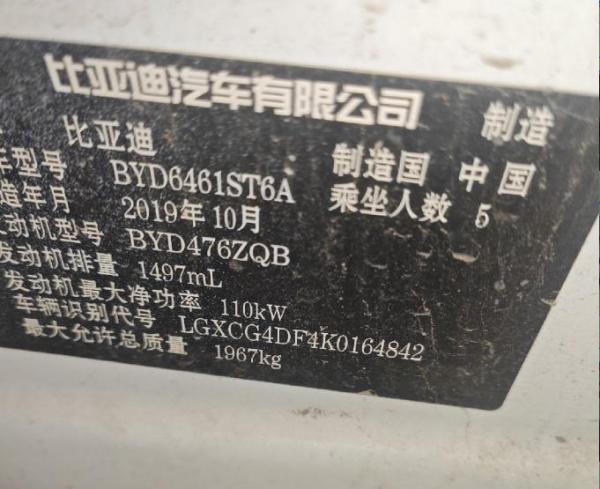 比亚迪汽车有限公司 制造
比亚迪 制造国 中国
车型号 BYD6461ST6A 乘坐人数 5
造年月 2019年10月
发动机型号 BYD476ZQB
发动机排量 1497mL
发动机最大净功率 110kW
车辆识别代号 LGXCG4DF4K0164842
最大允许总质量 1967kg